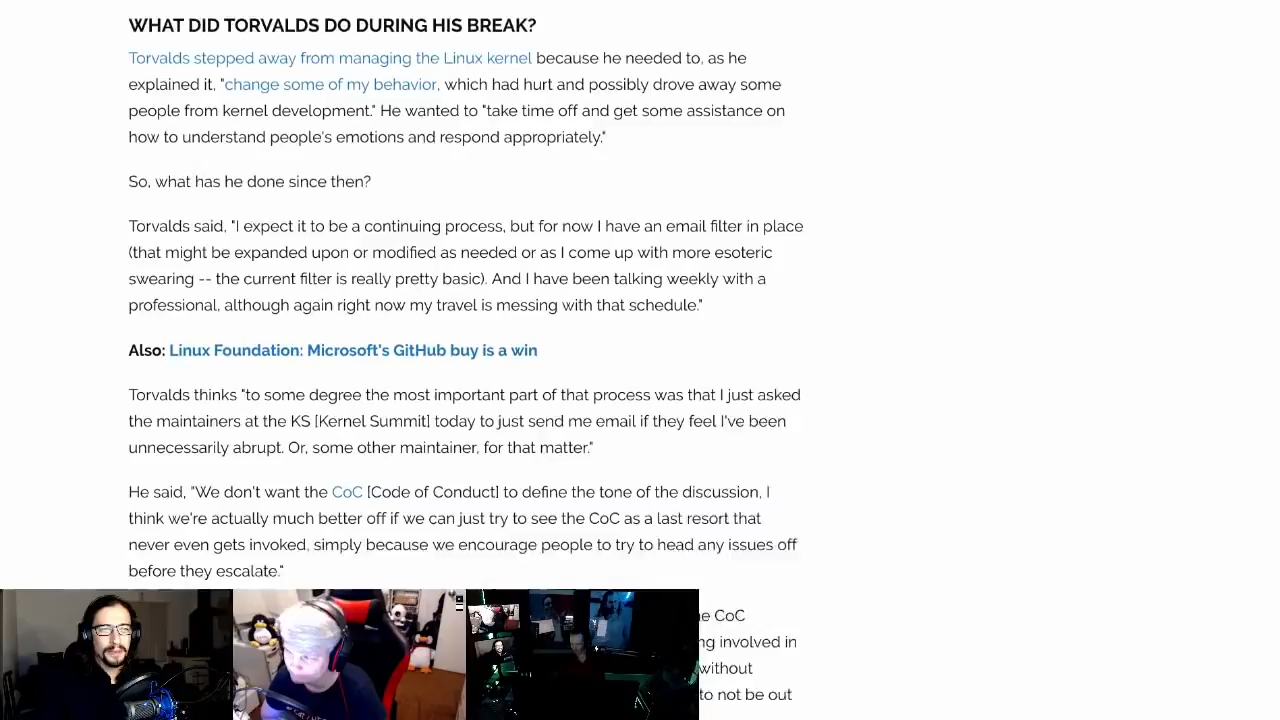 WHAT DID TORVALDS DO DURING HIS BREAK?
Torvalds stepped away from managing the Linux kernel because he needed to, as he
explained it, "change some of my behavior, which had hurt and possibly drove away some
people from kernel development." He wanted to "take time off and get some assistance on
how to understand people's emotions and respond appropriately."
So, what has he done since then?
Torvalds said, "I expect it to be a continuing process, but for now I have an email filter in place
(that might be expanded upon or modified as needed or as I come up with more esoteric
swearing -- the current filter is really pretty basic). And I have been talking weekly with a
professional, although again right now my travel is messing with that schedule."
Also: Linux Foundation: Microsoft's GitHub buy is a win
Torvalds thinks "to some degree the most important part of that process was that I just asked
the maintainers at the KS [Kernel Summit] today to just send me email if they feel I've been
unnecessarily abrupt. Or, some other maintainer, for that matter."
He said, "We don't want the CoC [Code of Conduct] to define the tone of the discussion, I
think we're actually much better off if we can just try to see the CoC as a last resort that
never even gets invoked, simply because we encourage people to try to head any issues off
before they escalate."
CoC
involved in
without
to not be out